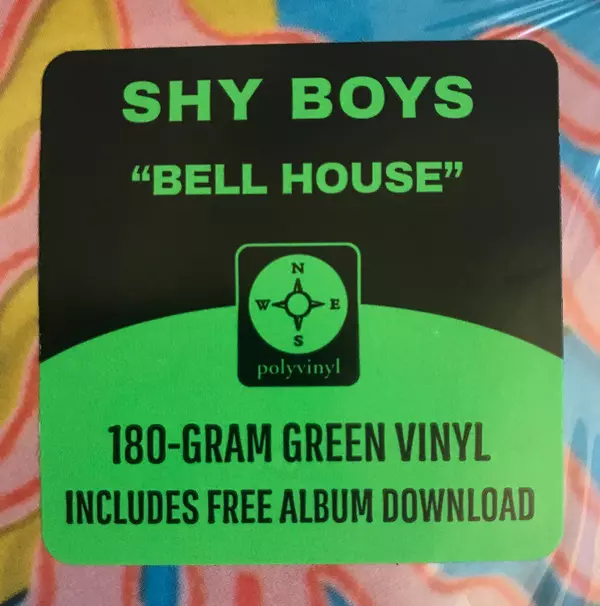 SHY BOYS
“BELL HOUSE”
N
W E
S
polyvinyl
180-GRAM GREEN VINYL
INCLUDES FREE ALBUM DOWNLOAD